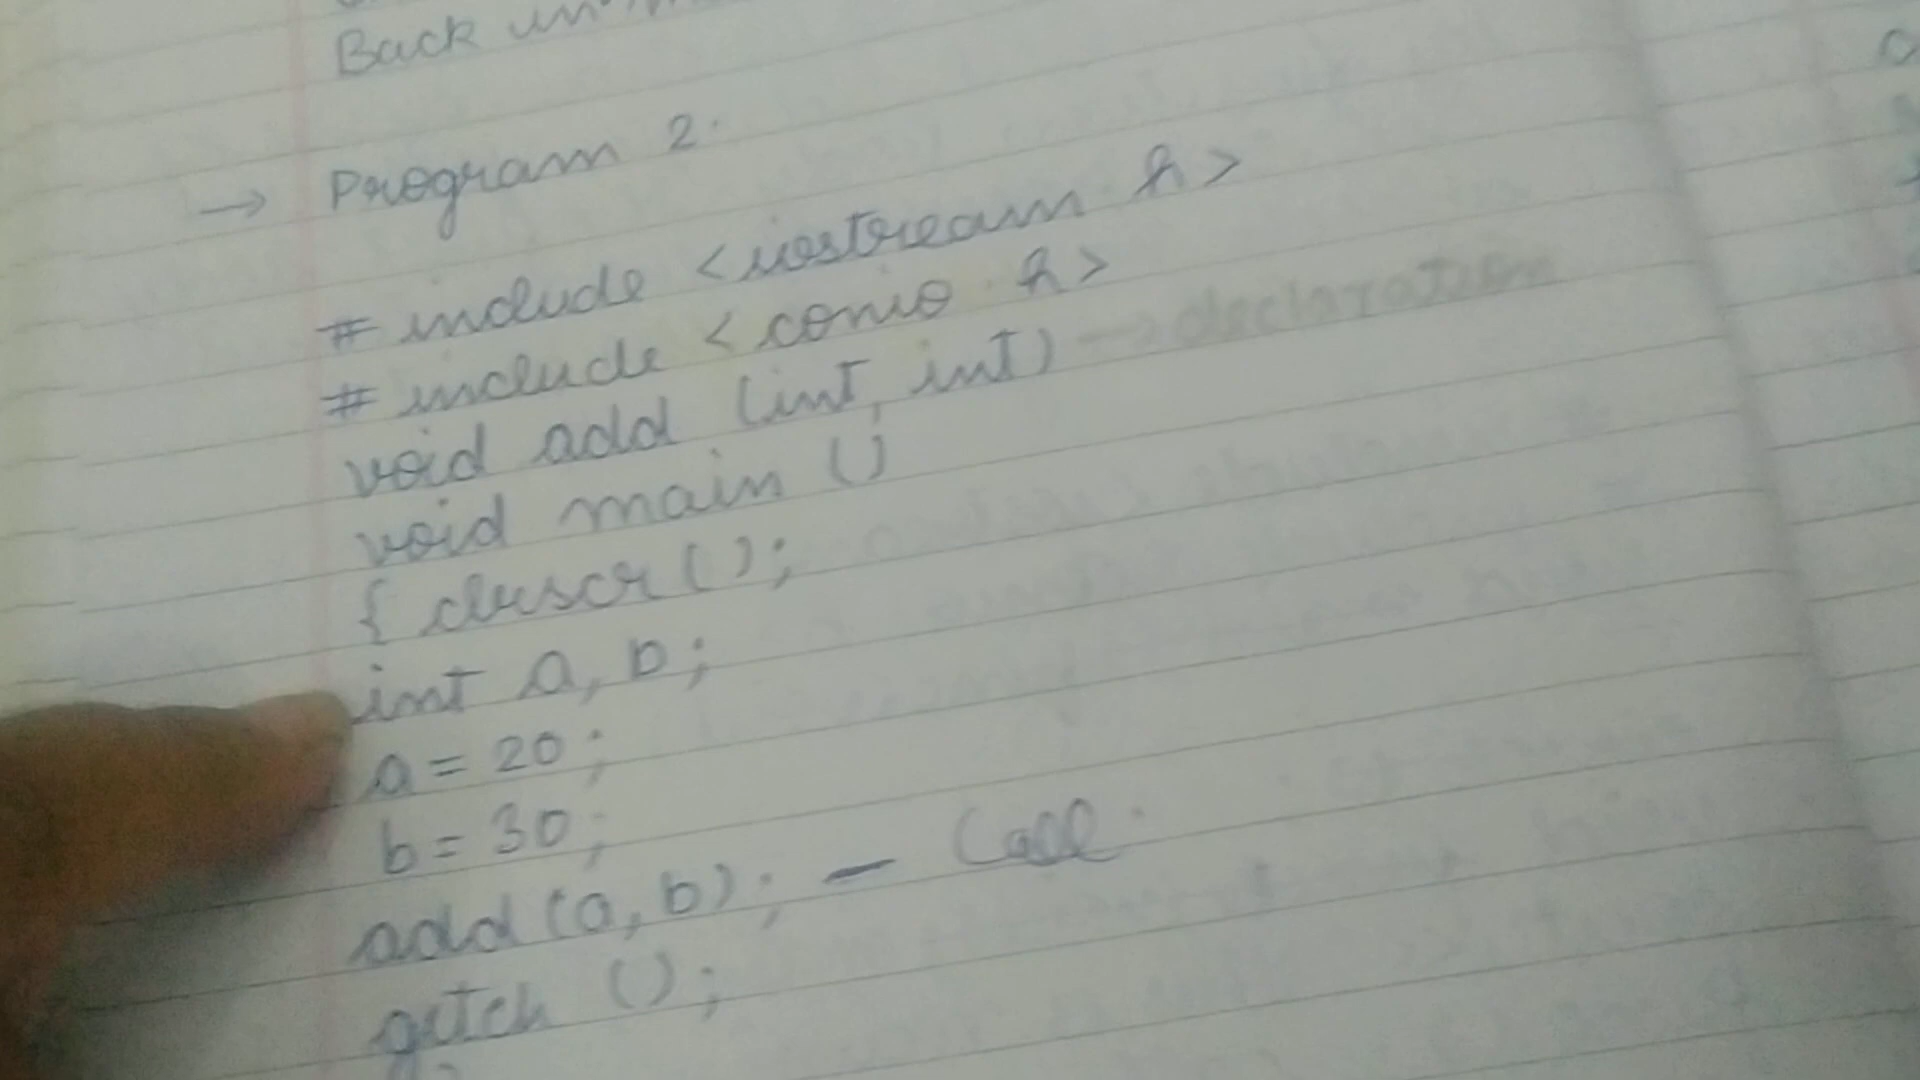 Back
→ Program 2.
# include <iostream.h>
# include <conio.h>
void add (int, int) → declaration
void main ()
{ clrscr ();
int a, b;
a = 20;
b = 30;
add (a, b); — Call.
getch ();